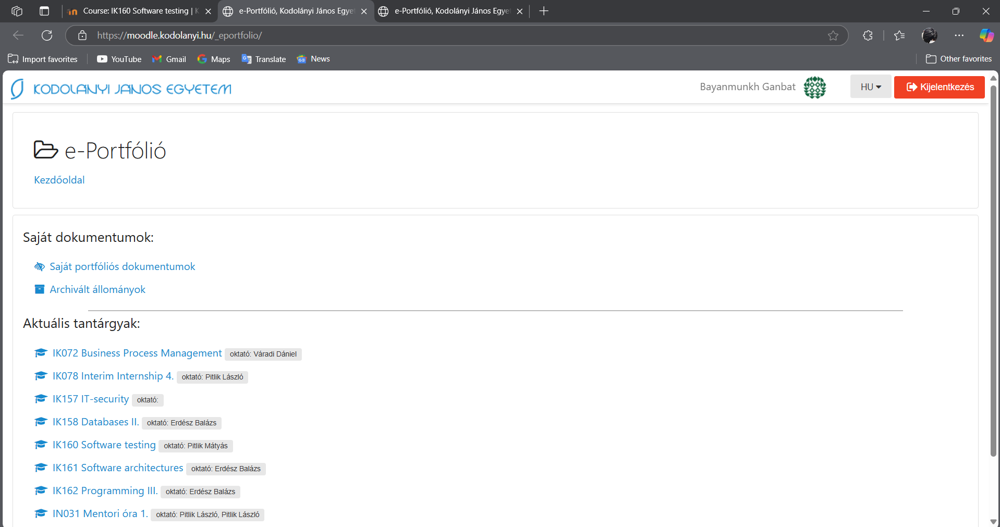 Course: IK160 Software testing | K
e-Portfólió, Kodolányi János Egye
e-Portfólió, Kodolányi János Egye
https://moodle.kodolanyi.hu/_eportfolio/
Import favorites
YouTube
Gmail
Maps
Translate
News
Other favorites
KODOLÁNYI JÁNOS EGYETEM
Bayanmunkh Ganbat
HU
Kijelentkezés
e-Portfólió
Kezdőoldal
Saját dokumentumok:
Saját portfóliós dokumentumok
Archivált állományok
Aktuális tantárgyak:
IK072 Business Process Management oktató: Váradi Dániel
IK078 Interim Internship 4. oktató: Pitlik László
IK157 IT-security oktató:
IK158 Databases II. oktató: Erdész Balázs
IK160 Software testing oktató: Pitlik Mátyás
IK161 Software architectures oktató: Erdész Balázs
IK162 Programming III. oktató: Erdész Balázs
IN031 Mentori óra 1. oktató: Pitlik László, Pitlik László